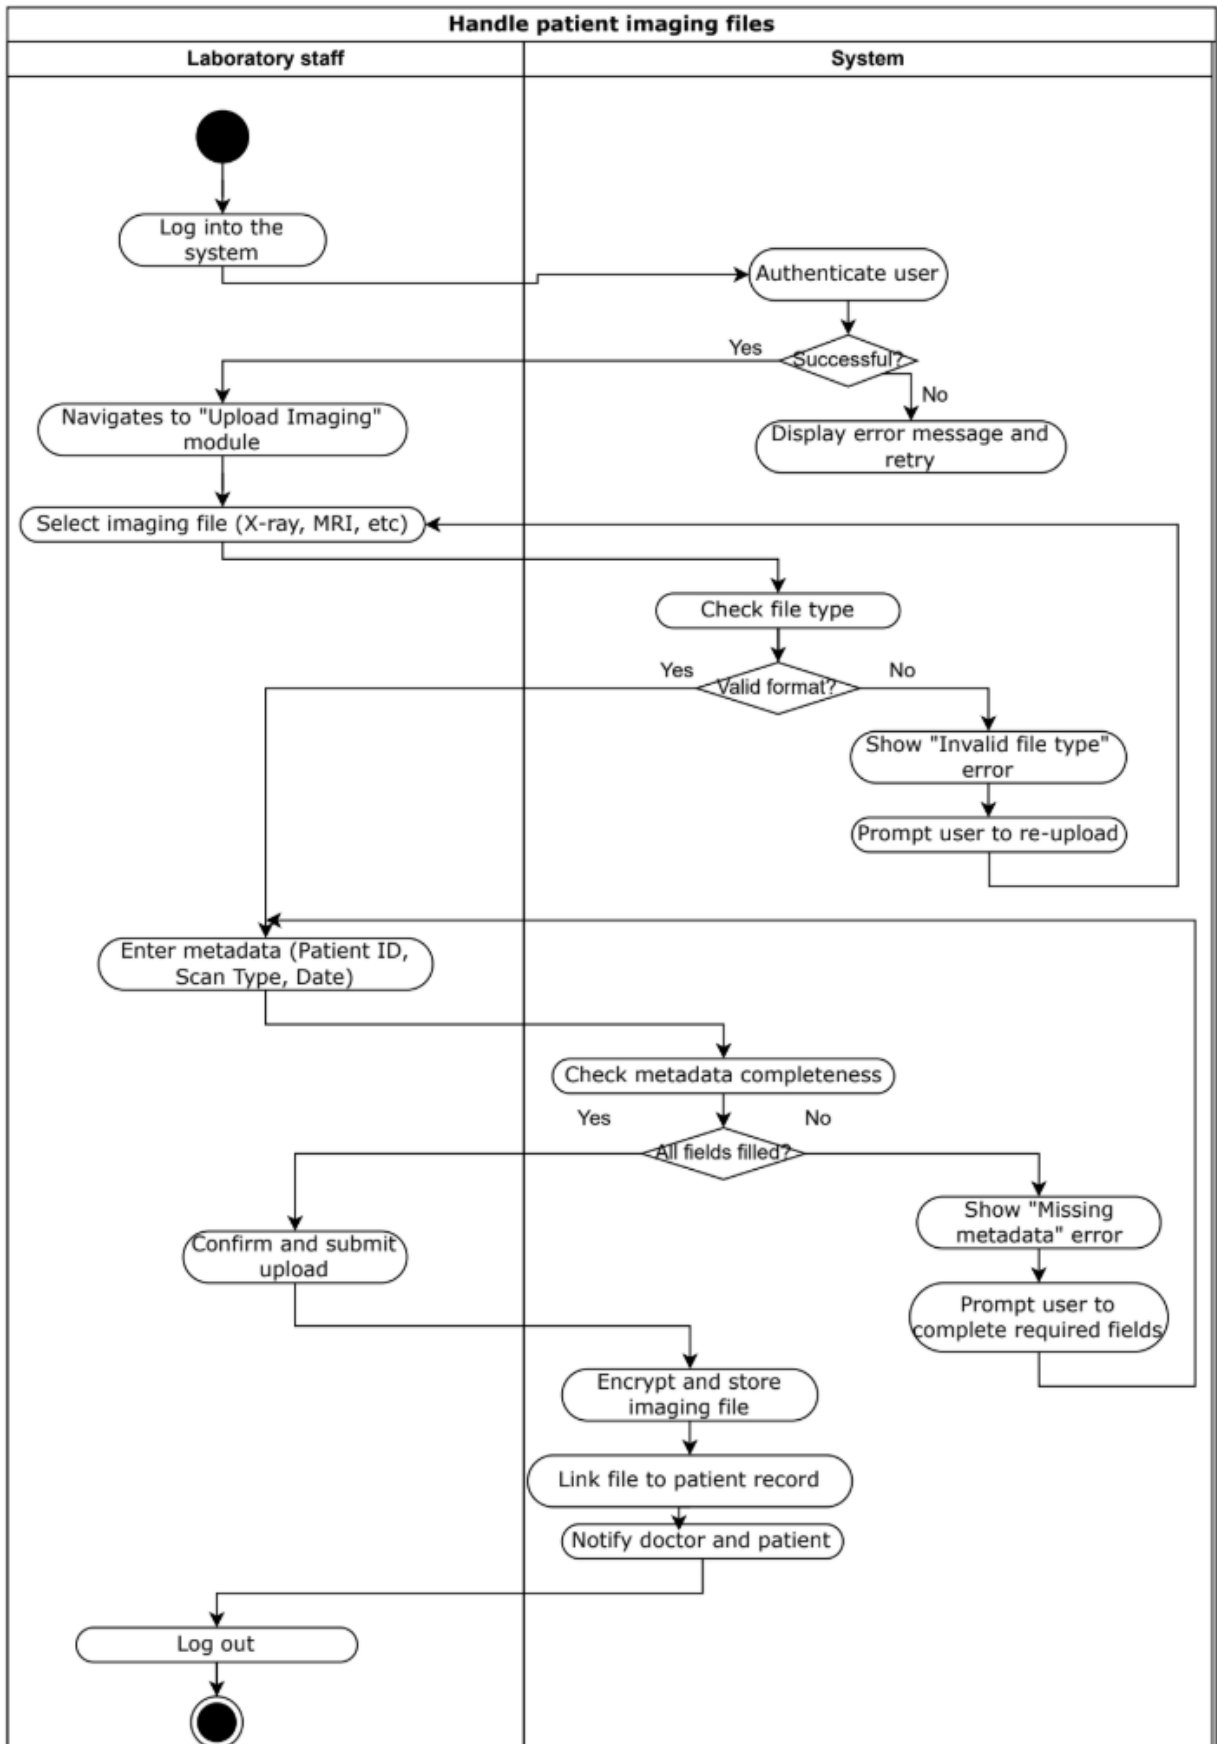 Handle patient imaging files
Laboratory staff
System
Log into the
system
Authenticate user
Yes
Successful?
No
Navigates to "Upload Imaging"
module
Display error message and
retry
Select imaging file (X-ray, MRI, etc)
Check file type
Yes
No
Valid format?
Show "Invalid file type"
error
Prompt user to re-upload
Enter metadata (Patient ID,
Scan Type, Date)
Check metadata completeness
Yes
No
All fields filled?
Show "Missing
metadata" error
Confirm and submit
upload
Prompt user to
complete required fields
Encrypt and store
imaging file
Link file to patient record
Notify doctor and patient
Log out